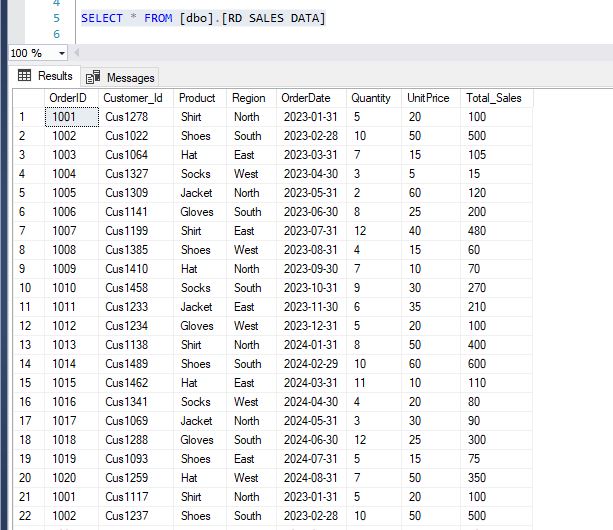 4
5 SELECT * FROM [dbo].[RD SALES DATA]
6
100 %
Results Messages
OrderID Customer_Id Product Region OrderDate Quantity UnitPrice Total_Sales
1 1001 Cus1278 Shirt North 2023-01-31 5 20 100
2 1002 Cus1022 Shoes South 2023-02-28 10 50 500
3 1003 Cus1064 Hat East 2023-03-31 7 15 105
4 1004 Cus1327 Socks West 2023-04-30 3 5 15
5 1005 Cus1309 Jacket North 2023-05-31 2 60 120
6 1006 Cus1141 Gloves South 2023-06-30 8 25 200
7 1007 Cus1199 Shirt East 2023-07-31 12 40 480
8 1008 Cus1385 Shoes West 2023-08-31 4 15 60
9 1009 Cus1410 Hat North 2023-09-30 7 10 70
10 1010 Cus1458 Socks South 2023-10-31 9 30 270
11 1011 Cus1233 Jacket East 2023-11-30 6 35 210
12 1012 Cus1234 Gloves West 2023-12-31 5 20 100
13 1013 Cus1138 Shirt North 2024-01-31 8 50 400
14 1014 Cus1489 Shoes South 2024-02-29 10 60 600
15 1015 Cus1462 Hat East 2024-03-31 11 10 110
16 1016 Cus1341 Socks West 2024-04-30 4 20 80
17 1017 Cus1069 Jacket North 2024-05-31 3 30 90
18 1018 Cus1288 Gloves South 2024-06-30 12 25 300
19 1019 Cus1093 Shoes East 2024-07-31 5 15 75
20 1020 Cus1259 Hat West 2024-08-31 7 50 350
21 1001 Cus1117 Shirt North 2023-01-31 5 20 100
22 1002 Cus1237 Shoes South 2023-02-28 10 50 500